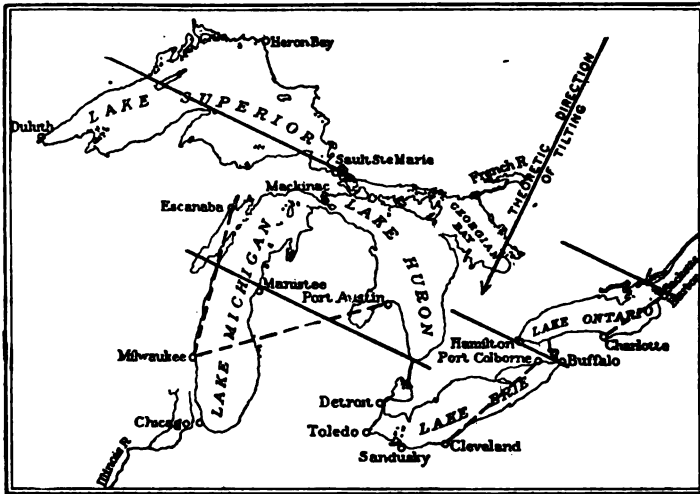 Heron Bay
LAKE SUPERIOR
Duluth
Sault Ste Marie
THEORETIC DIRECTION
OF TILTING
French R.
Mackinac
Escanaba
LAKE HURON
GEORGIAN
BAY
LAKE MICHIGAN
Manistee
Port Austin
LAKE ONTARIO
Hamilton
Charlotte
Milwaukee
Port Colborne
Buffalo
Detroit
LAKE ERIE
Chicago
Toledo
Cleveland
Sandusky
Illinois R